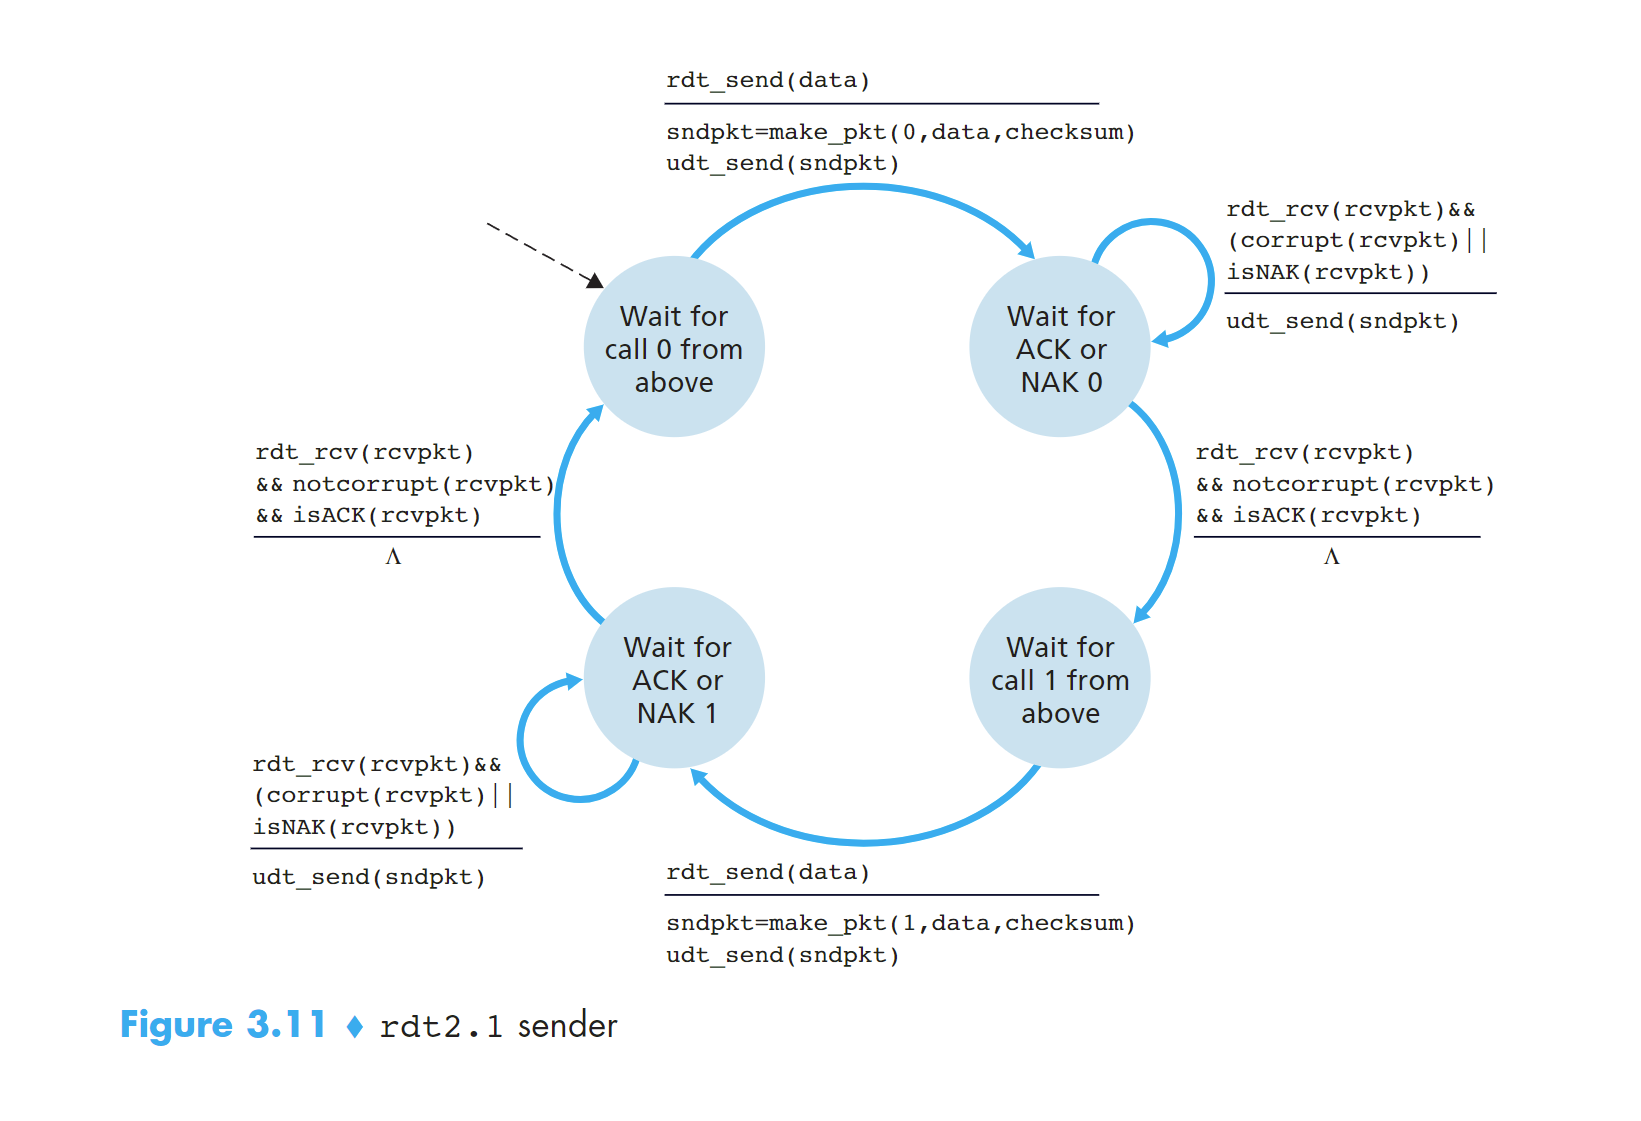 rdt_send(data)
sndpkt=make_pkt(0,data,checksum)
udt_send(sndpkt)
rdt_rcv(rcvpkt)&&
(corrupt(rcvpkt)||
isNAK(rcvpkt))
udt_send(sndpkt)
Wait for
call 0 from
above
Wait for
ACK or
NAK 0
rdt_rcv(rcvpkt)
&& notcorrupt(rcvpkt)
&& isACK(rcvpkt)
Λ
rdt_rcv(rcvpkt)
&& notcorrupt(rcvpkt)
&& isACK(rcvpkt)
Λ
Wait for
ACK or
NAK 1
Wait for
call 1 from
above
rdt_rcv(rcvpkt)&&
(corrupt(rcvpkt)||
isNAK(rcvpkt))
udt_send(sndpkt)
rdt_send(data)
sndpkt=make_pkt(1,data,checksum)
udt_send(sndpkt)
Figure 3.11 ♦ rdt2.1 sender